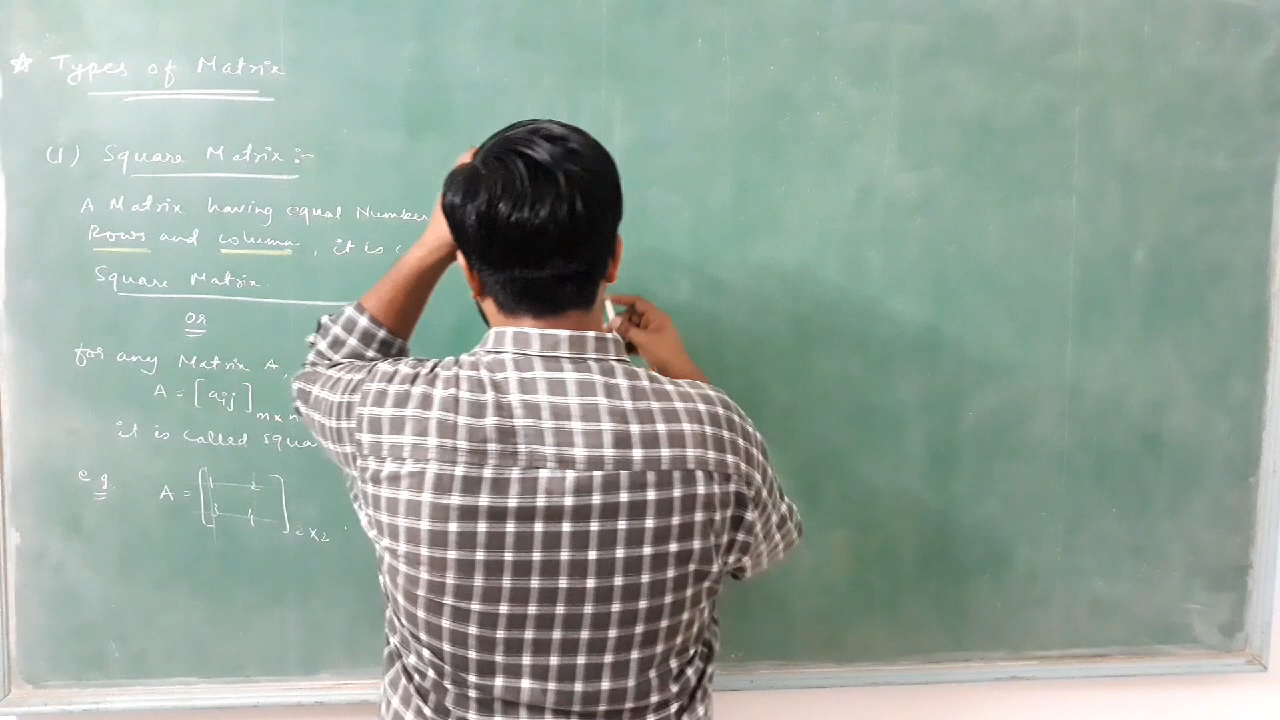 ☆ Types of Matrix
(1) Square Matrix :-
A Matrix having equal Number
Rows and column, it is c
Square Matrix.
OR
for any Matrix A,
A = [aij] m×n
it is called squa
e.g. A = [1 2
3 4] 2×2